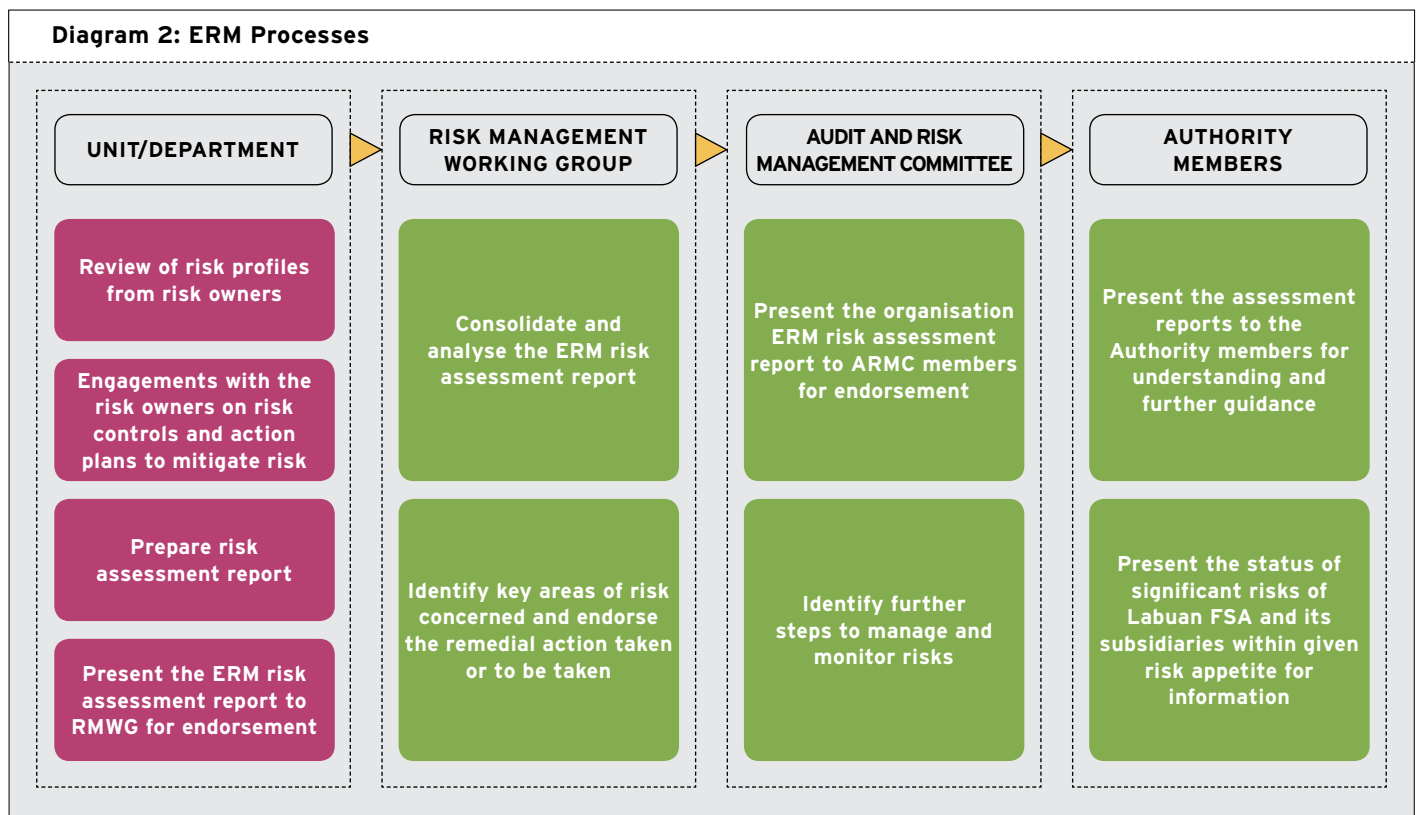 Diagram 2: ERM Processes
UNIT/DEPARTMENT
Review of risk profiles
from risk owners
Engagements with the
risk owners on risk
controls and action
plans to mitigate risk
Prepare risk
assessment report
Present the ERM risk
assessment report to
RMWG for endorsement
RISK MANAGEMENT
WORKING GROUP
Consolidate and
analyse the ERM risk
assessment report
Identify key areas of risk
concerned and endorse
the remedial action taken
or to be taken
AUDIT AND RISK
MANAGEMENT COMMITTEE
Present the organisation
ERM risk assessment
report to ARMC members
for endorsement
Identify further
steps to manage and
monitor risks
AUTHORITY
MEMBERS
Present the assessment
reports to the
Authority members for
understanding and
further guidance
Present the status of
significant risks of
Labuan FSA and its
subsidiaries within given
risk appetite for
information